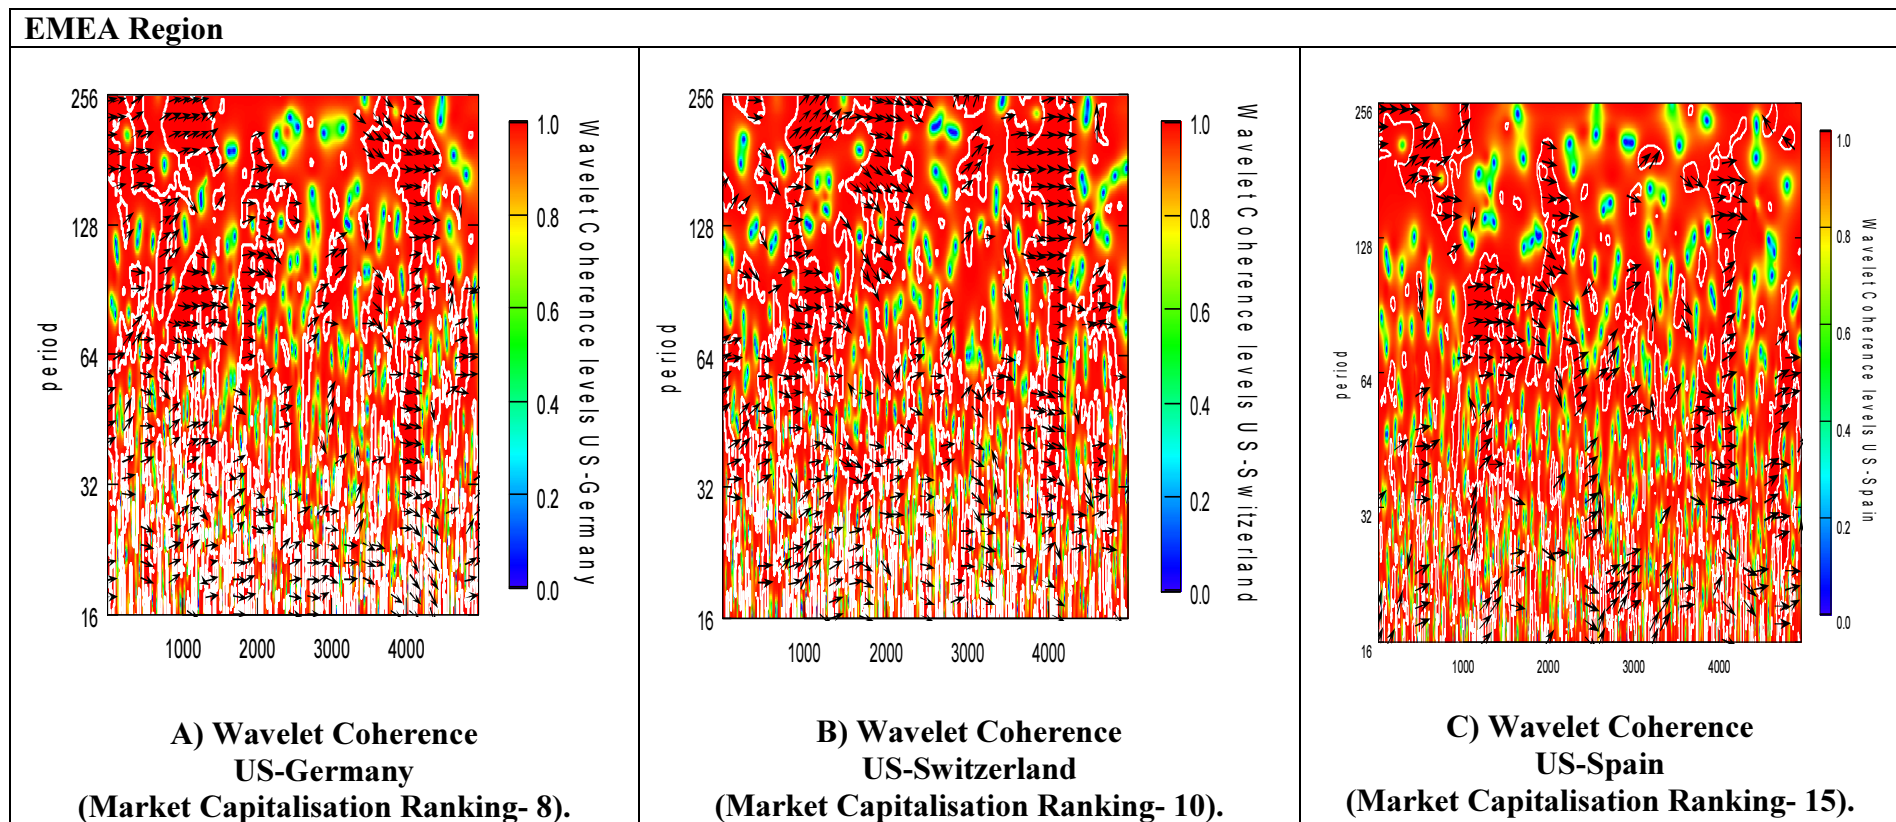 EMEA Region
256
128
64
32
16
period
1000 2000 3000 4000
1.0
0.8
0.6
0.4
0.2
0.0
Wavelet Coherence levels US-Germany
A) Wavelet Coherence
US-Germany
(Market Capitalisation Ranking- 8).
256
128
64
32
16
period
1000 2000 3000 4000
1.0
0.8
0.6
0.4
0.2
0.0
Wavelet Coherence levels US-Switzerland
B) Wavelet Coherence
US-Switzerland
(Market Capitalisation Ranking- 10).
256
128
64
32
16
period
1000 2000 3000 4000
1.0
0.8
0.6
0.4
0.2
0.0
Wavelet Coherence levels US-Spain
C) Wavelet Coherence
US-Spain
(Market Capitalisation Ranking- 15).